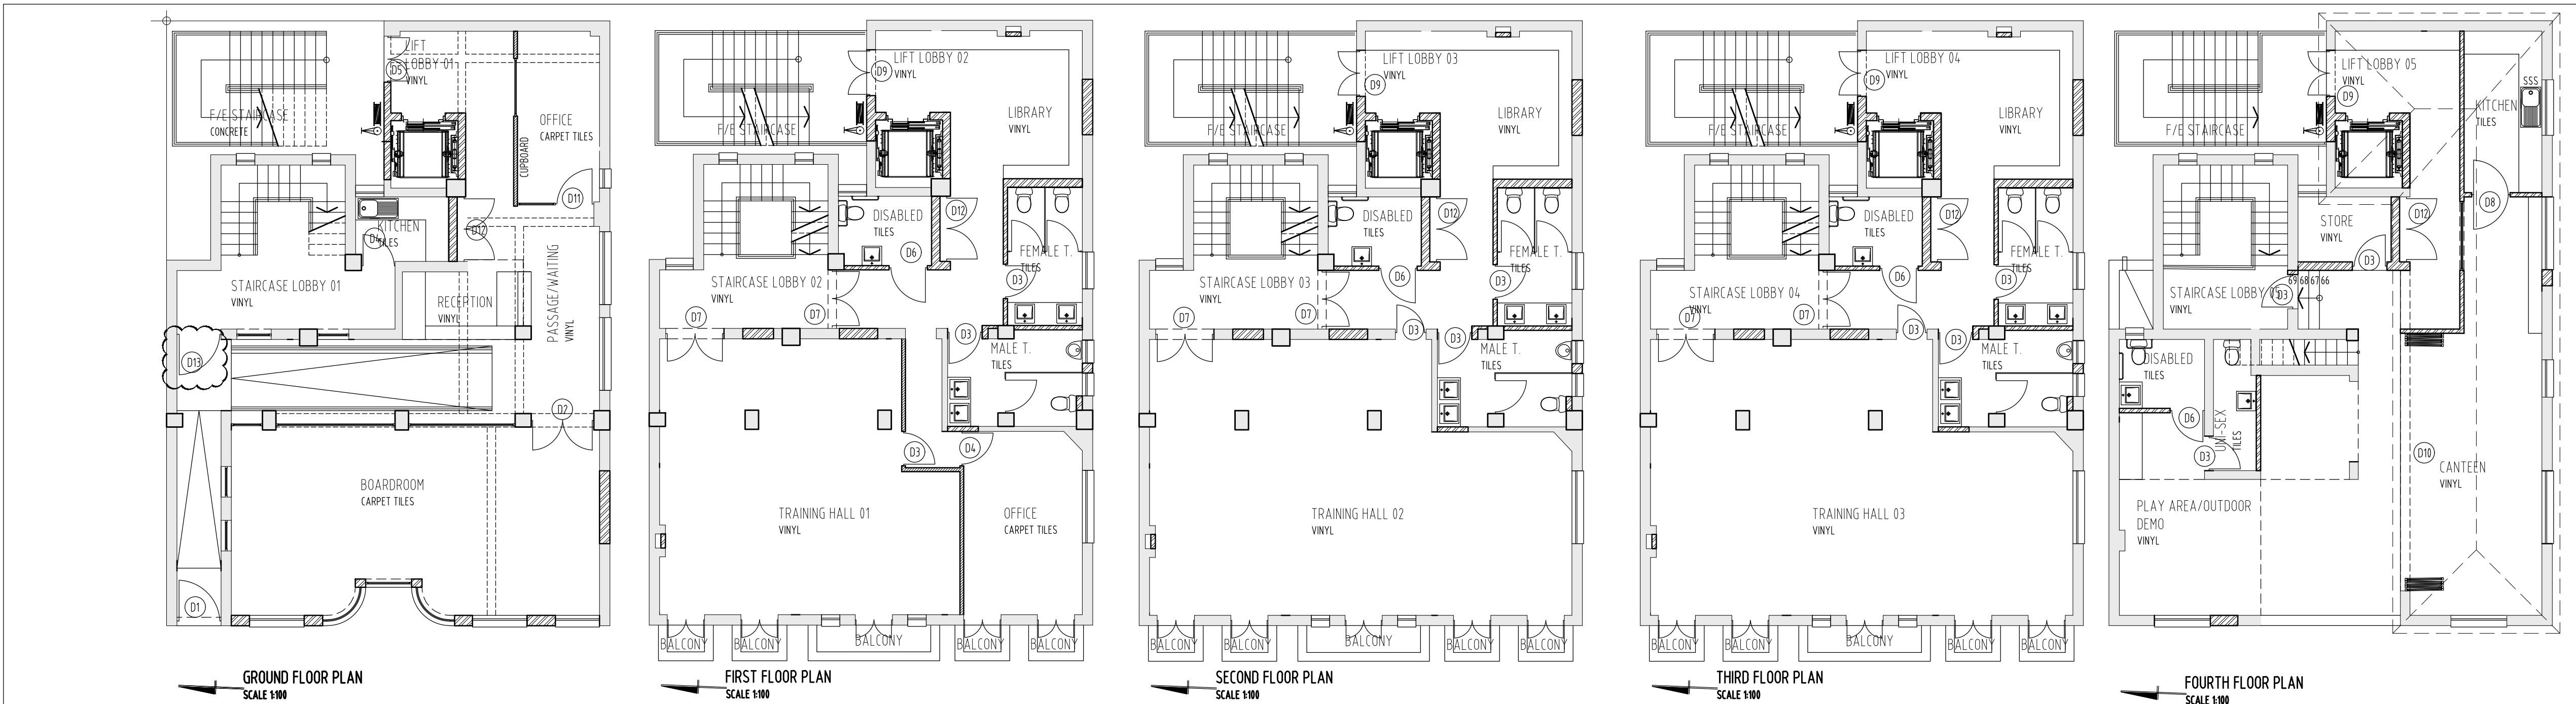 LIFT
LOBBY 01
VINYL
D5
F/E STAIRCASE
CONCRETE
OFFICE
CARPET TILES
CUPBOARD
D11
KITCHEN
TILES
D12
STAIRCASE LOBBY 01
VINYL
RECEPTION
VINYL
PASSAGE/WAITING
VINYL
D13
D2
BOARDROOM
CARPET TILES
D1
GROUND FLOOR PLAN
SCALE 1:100
LIFT LOBBY 02
VINYL
D9
F/E STAIRCASE
LIBRARY
VINYL
DISABLED
TILES
D12
D6
FEMALE T.
TILES
D3
STAIRCASE LOBBY 02
VINYL
D7
D7
D3
MALE T.
TILES
D3
D4
TRAINING HALL 01
VINYL
OFFICE
CARPET TILES
BALCONY
BALCONY
BALCONY
BALCONY
BALCONY
FIRST FLOOR PLAN
SCALE 1:100
LIFT LOBBY 03
VINYL
D9
F/E STAIRCASE
LIBRARY
VINYL
DISABLED
TILES
D12
D6
FEMALE T.
TILES
D3
STAIRCASE LOBBY 03
VINYL
D7
D7
D3
D3
MALE T.
TILES
TRAINING HALL 02
VINYL
BALCONY
BALCONY
BALCONY
BALCONY
BALCONY
SECOND FLOOR PLAN
SCALE 1:100
LIFT LOBBY 04
VINYL
D9
F/E STAIRCASE
LIBRARY
VINYL
DISABLED
TILES
D12
D6
FEMALE T.
TILES
D3
STAIRCASE LOBBY 04
VINYL
D7
D7
D3
D3
MALE T.
TILES
TRAINING HALL 03
VINYL
BALCONY
BALCONY
BALCONY
BALCONY
BALCONY
THIRD FLOOR PLAN
SCALE 1:100
LIFT LOBBY 05
VINYL
D9
SSS
KITCHEN
TILES
F/E STAIRCASE
D8
STORE
VINYL
D12
D3
STAIRCASE LOBBY 05
VINYL
D3
69 68 67 66
DISABLED
TILES
D6
UNI-SEX
TILES
D3
D10
CANTEEN
VINYL
PLAY AREA/OUTDOOR
DEMO
VINYL
FOURTH FLOOR PLAN
SCALE 1:100